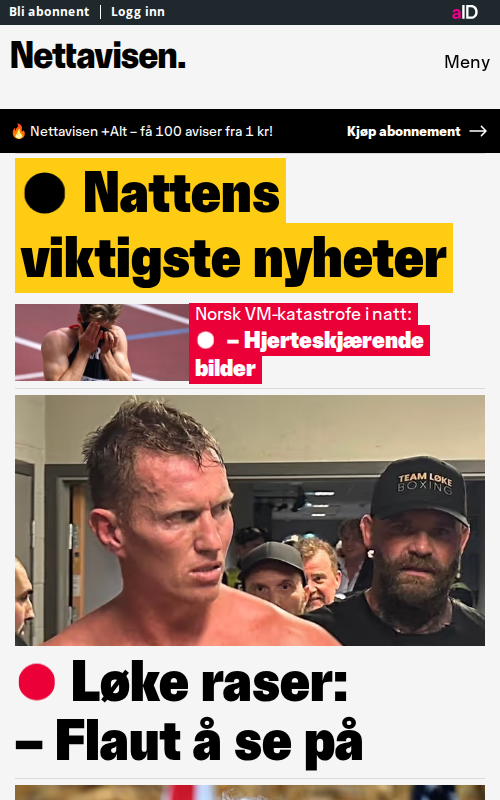 Bli abonnent | Logg inn
aID
Nettavisen.
Meny
🔥 Nettavisen +Alt – få 100 aviser fra 1 kr!
Kjøp abonnement →
Nattens
viktigste nyheter
Norsk VM-katastrofe i natt:
– Hjerteskjærende
bilder
TEAM LØKE
BOXING
Løke raser:
– Flaut å se på